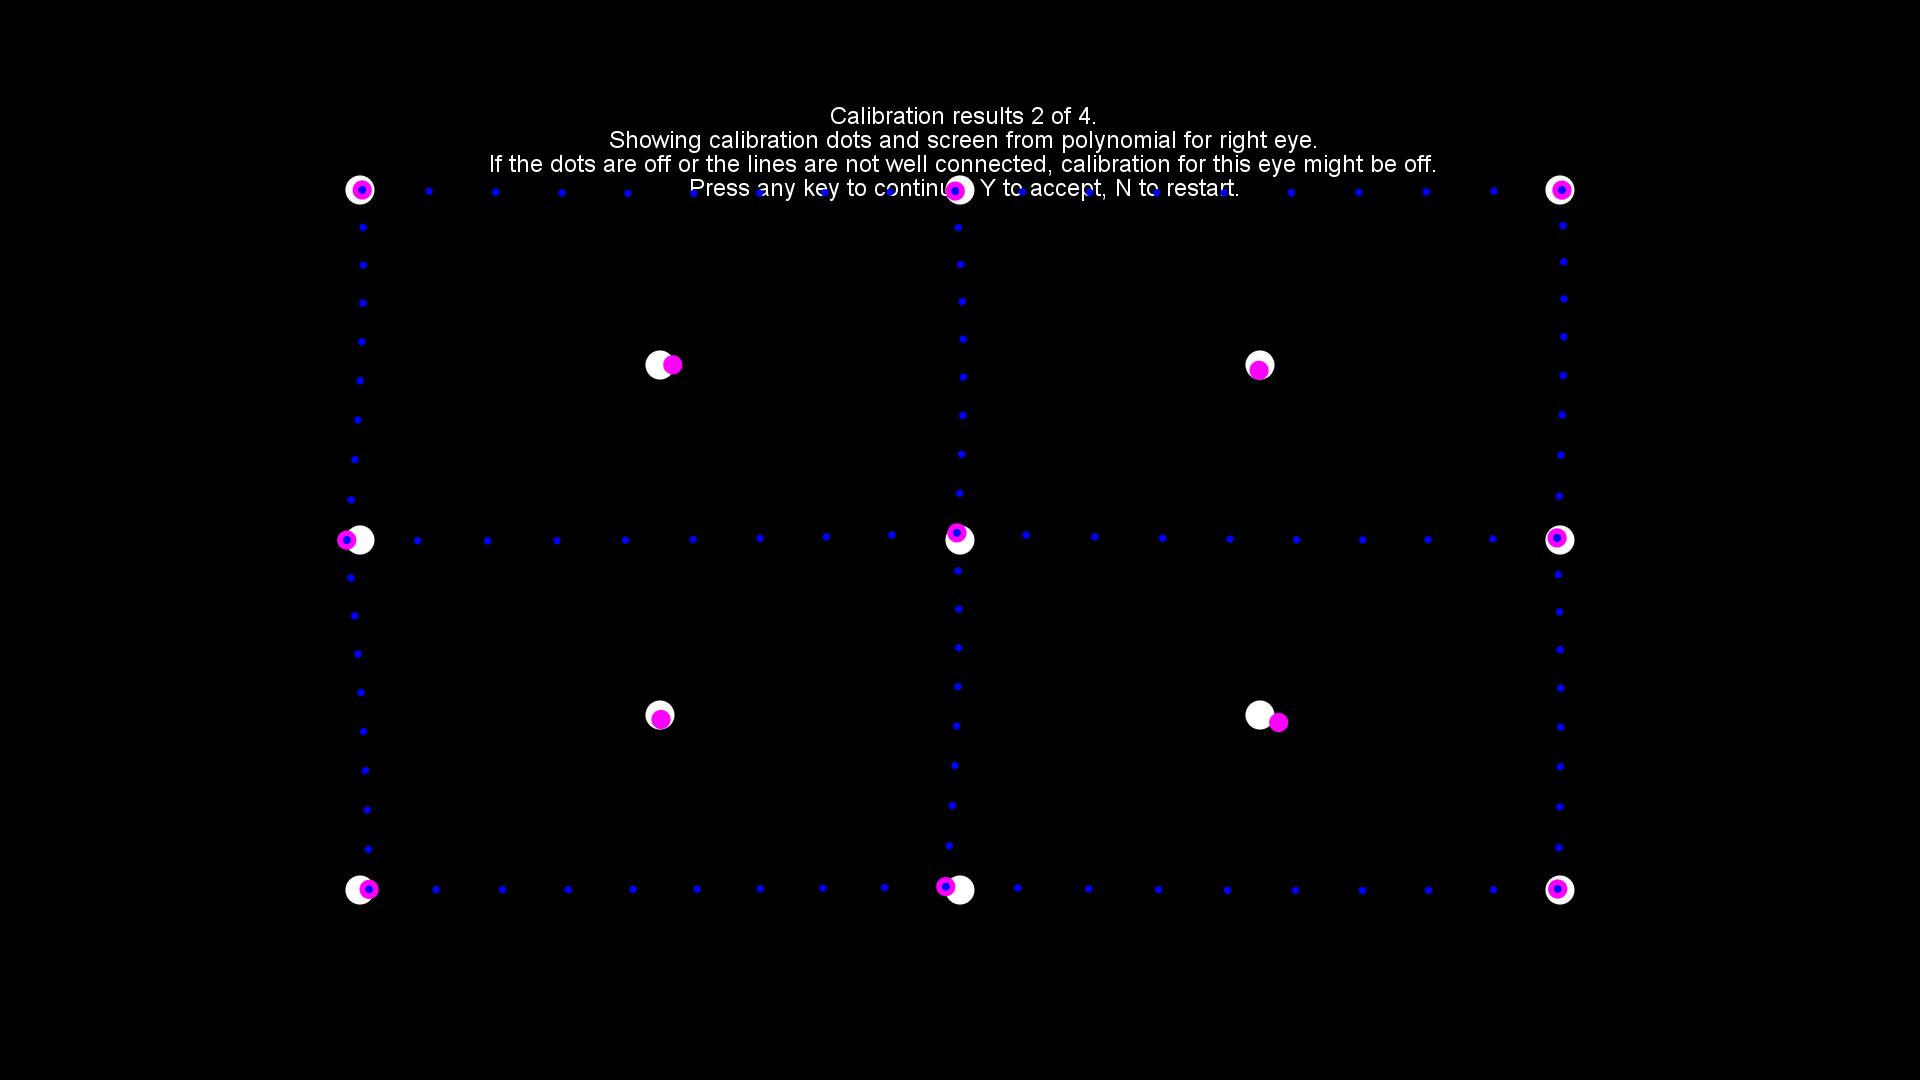 Calibration results 2 of 4.
Showing calibration dots and screen from polynomial for right eye.
If the dots are off or the lines are not well connected, calibration for this eye might be off.
Press any key to continue, Y to accept, N to restart.